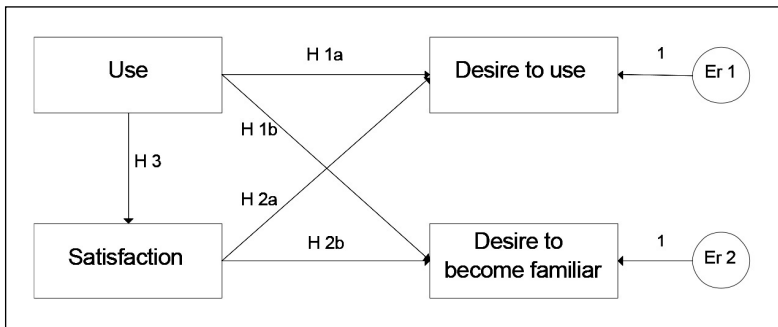 Use
H 1a
Desire to use
1
Er 1
H 1b
H 3
H 2a
Satisfaction
H 2b
Desire to
become familiar
1
Er 2